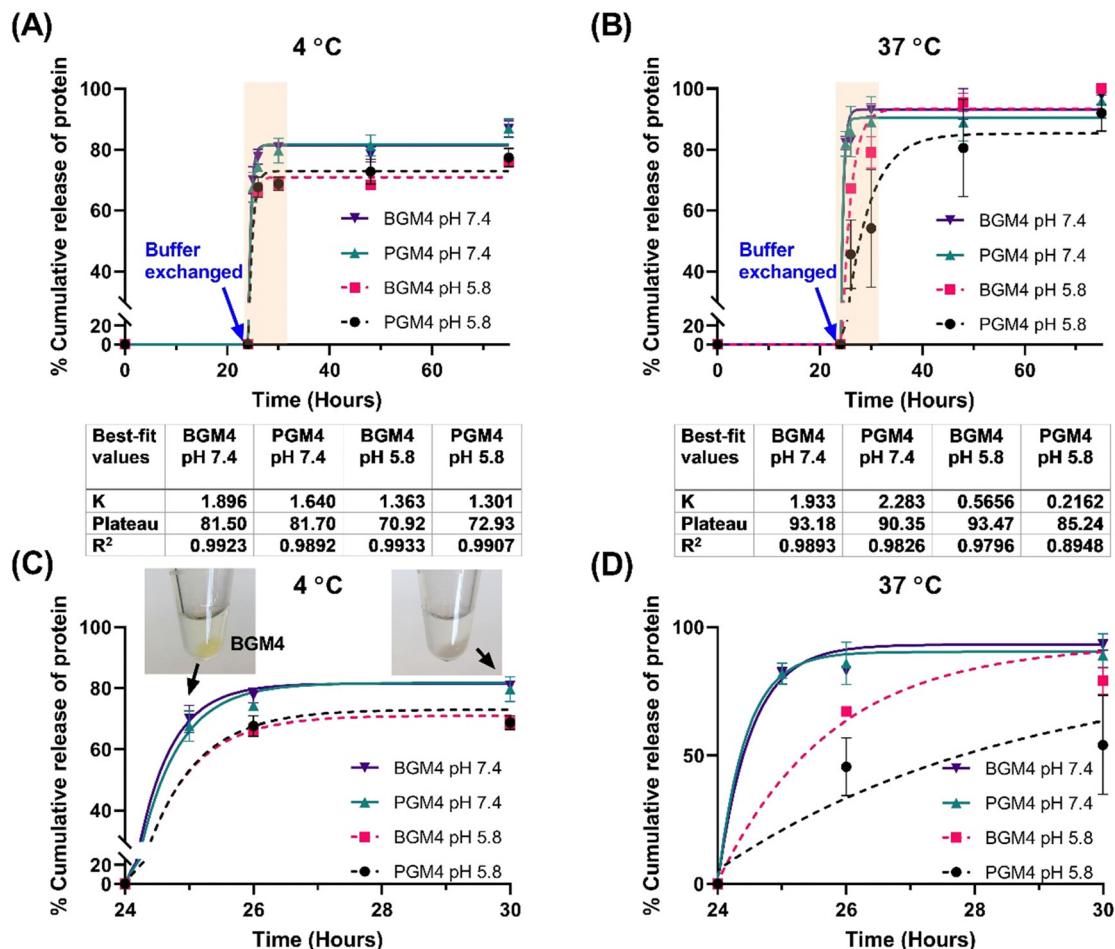 (A)
4 °C
% Cumulative release of protein
100
80
60
40
20
0
Buffer
exchanged
BGM4 pH 7.4
PGM4 pH 7.4
BGM4 pH 5.8
PGM4 pH 5.8
0 20 40 60
Time (Hours)
Best-fit values BGM4 pH 7.4 PGM4 pH 7.4 BGM4 pH 5.8 PGM4 pH 5.8
K 1.896 1.640 1.363 1.301
Plateau 81.50 81.70 70.92 72.93
R² 0.9923 0.9892 0.9933 0.9907
(B)
37 °C
% Cumulative release of protein
100
80
60
40
20
0
Buffer
exchanged
BGM4 pH 7.4
PGM4 pH 7.4
BGM4 pH 5.8
PGM4 pH 5.8
0 20 40 60
Time (Hours)
Best-fit values BGM4 pH 7.4 PGM4 pH 7.4 BGM4 pH 5.8 PGM4 pH 5.8
K 1.933 2.283 0.5656 0.2162
Plateau 93.18 90.35 93.47 85.24
R² 0.9893 0.9826 0.9796 0.8948
(C)
4 °C
BGM4
% Cumulative release of protein
100
80
60
40
20
0
BGM4 pH 7.4
PGM4 pH 7.4
BGM4 pH 5.8
PGM4 pH 5.8
24 26 28 30
Time (Hours)
(D)
37 °C
% Cumulative release of protein
100
50
0
BGM4 pH 7.4
PGM4 pH 7.4
BGM4 pH 5.8
PGM4 pH 5.8
24 26 28 30
Time (Hours)